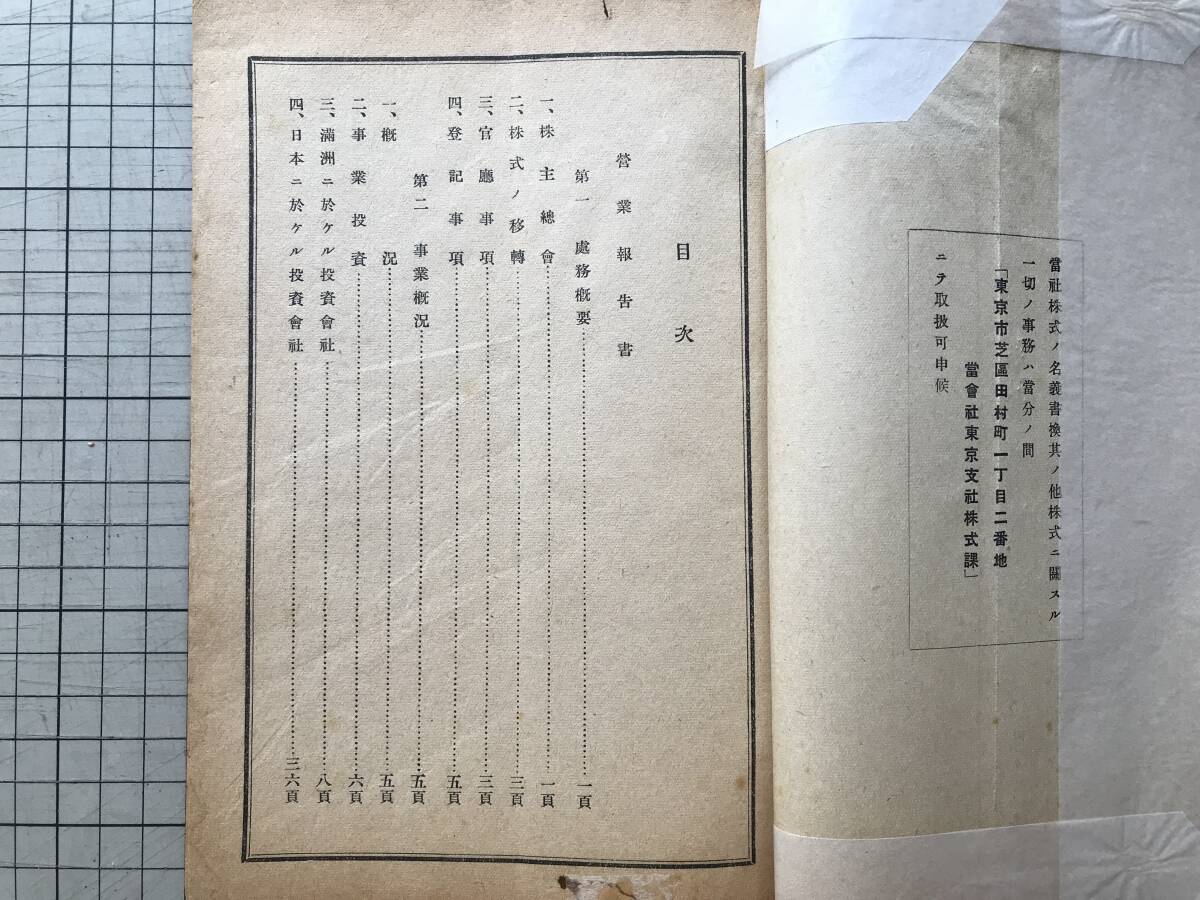 當社株式ノ名義書換其ノ他株式ニ關スル
一切ノ事務ハ當分ノ間
「東京市芝區田村町一丁目二番地
當會社東京支社株式課」
ニテ取扱可申候
目次
營業報告書
第一 處務概要…一頁
一、株主總會…一頁
二、株式ノ移轉…三頁
三、官廳事項…三頁
四、登記事項…五頁
第二 事業概況…五頁
一、概況…五頁
二、事業投資…六頁
三、滿洲ニ於ケル投資會社…八頁
四、日本ニ於ケル投資會社…三六頁